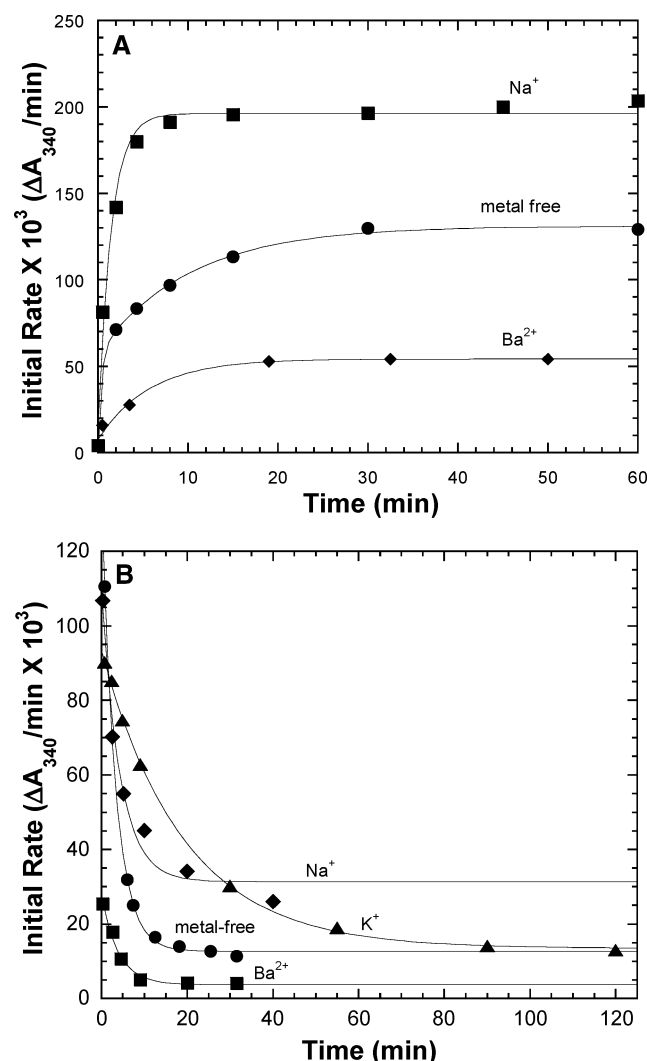 A
250
200
150
100
50
0
Initial Rate X 10³ (ΔA₃₄₀/min)
Na⁺
metal free
Ba²⁺
0 10 20 30 40 50 60
Time (min)
B
120
100
80
60
40
20
0
Initial Rate (ΔA₃₄₀/min X 10³)
Na⁺
metal-free
K⁺
Ba²⁺
0 20 40 60 80 100 120
Time (min)